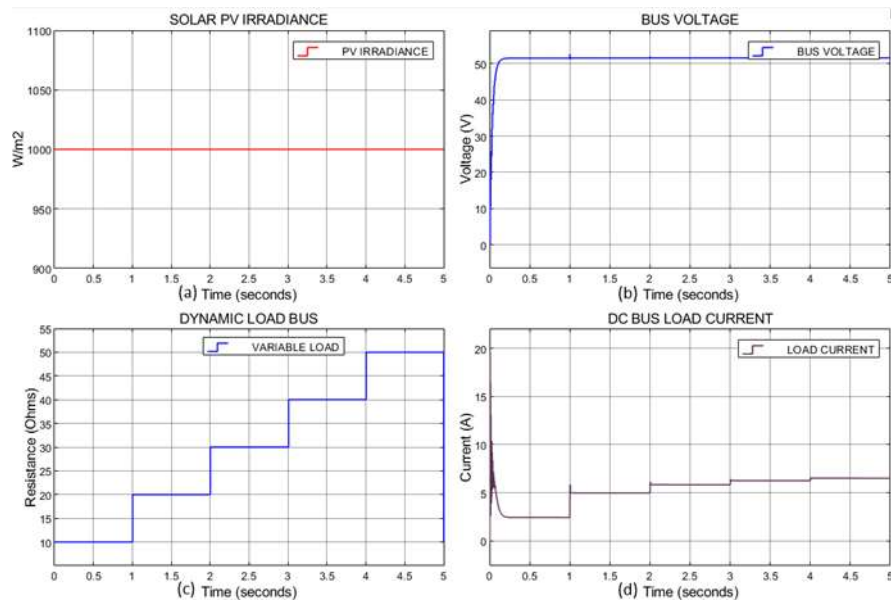 SOLAR PV IRRADIANCE
1100
1050
1000
950
900
W/m2
PV IRRADIANCE
0 0.5 1 1.5 2 2.5 3 3.5 4 4.5 5
(a) Time (seconds)
BUS VOLTAGE
50
40
30
20
10
0
Voltage (V)
BUS VOLTAGE
0 0.5 1 1.5 2 2.5 3 3.5 4 4.5 5
(b) Time (seconds)
DYNAMIC LOAD BUS
55
50
45
40
35
30
25
20
15
10
Resistance (Ohms)
VARIABLE LOAD
0 0.5 1 1.5 2 2.5 3 3.5 4 4.5 5
(c) Time (seconds)
DC BUS LOAD CURRENT
20
15
10
5
0
Current (A)
LOAD CURRENT
0 0.5 1 1.5 2 2.5 3 3.5 4 4.5 5
(d) Time (seconds)